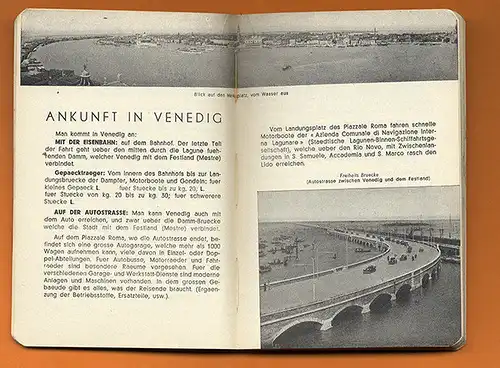 Blick auf den platz, vom Wasser aus
ANKUNFT IN VENEDIG
Man kommt in Venedig an:
MIT DER EISENBAHN: auf dem Bahnhof. Der letzte Teil
der Fahrt geht ueber den mitten durch die Lagune fueh-
renden Damm, welcher Venedig mit dem Festland (Mestre)
verbindet.
Gepaecktraeger: Vom Innern des Bahnhofs bis zur Lan-
dungsbruecke der Dampfer, Motorboote und Gondeln: fuer
kleines Gepaeck L. fuer Stuecke bis zu kg. 20; L.
fuer Stuecke von kg. 20 bis zu kg. 30; fuer schwerere
Stuecke L.
AUF DER AUTOSTRASSE: Man kann Venedig auch mit
dem Auto erreichen, und zwar ueber die Damm-Bruecke
welche die Stadt mit dem Festland (Mestre) verbindet.
Auf dem Piazzale Roma, wo die Autostrasse endet, be-
findet sich eine grosse Autogarage, welche mehr als 1000
Wagen aufnehmen kann, viele davon in Einzel- oder Dop-
pel-Abteilungen. Fuer Autobusse, Motorraeder und Fahr-
raeder sind besondere Raeume vorgesehen. Fuer die
verschiedenen Garage- und Werkstatt-Dienste sind moderne
Anlagen und Maschinen vorhanden. In dem grossen Ge-
baeude gibt es alles, was der Reisende braucht. (Ergaen-
zung der Betriebsstoffe, Ersatzteile, usw.).
Vom Landungsplatz des Piazzale Roma fahren schnelle
Motorboote der « Azienda Comunale di Navigazione Inter-
na Lagunare » (Staedtische Lagunen-Binnen-Schiffahrtsge-
sellschaft), welche ueber den Rio Novo, mit Zwischenlan-
dungen in S. Samuele, Accademia und S. Marco rasch den
Lido erreichen.
Freiheits Bruecke
(Autostrasse zwischen Venedig und dem Festland)